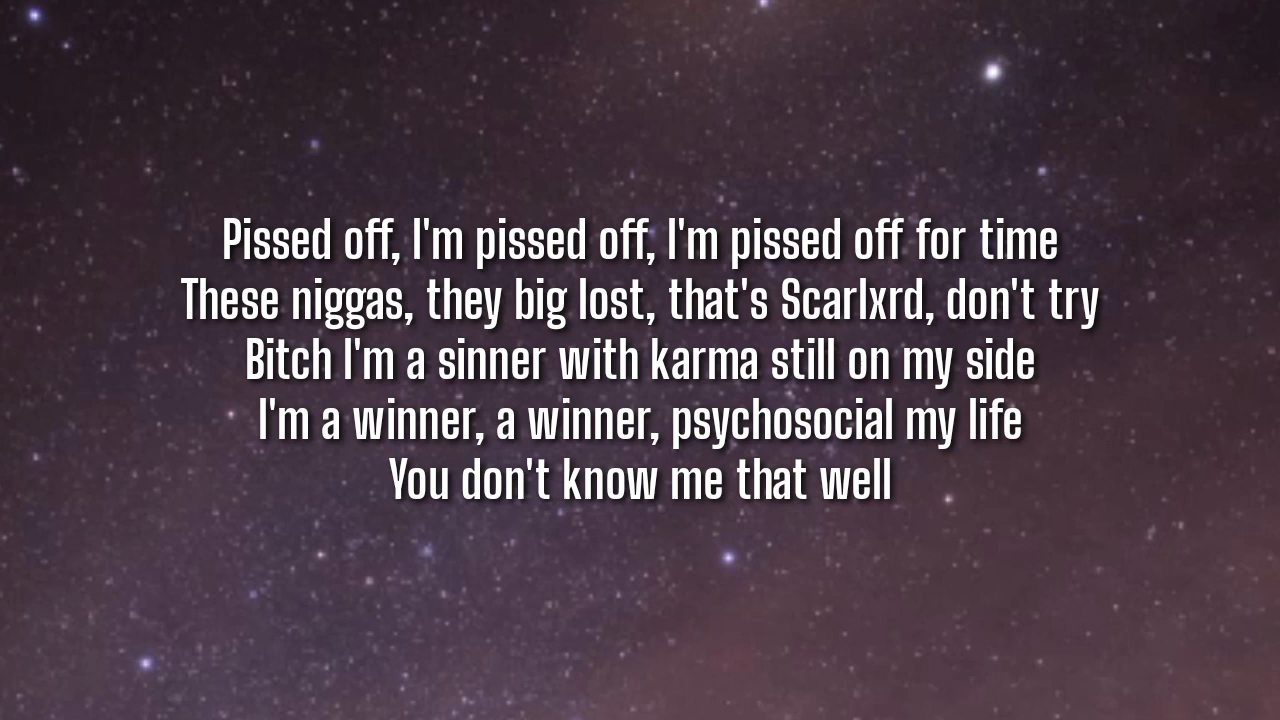 Pissed off, I'm pissed off, I'm pissed off for time
These niggas, they big lost, that's Scarlxrd, don't try
Bitch I'm a sinner with karma still on my side
I'm a winner, a winner, psychosocial my life
You don't know me that well